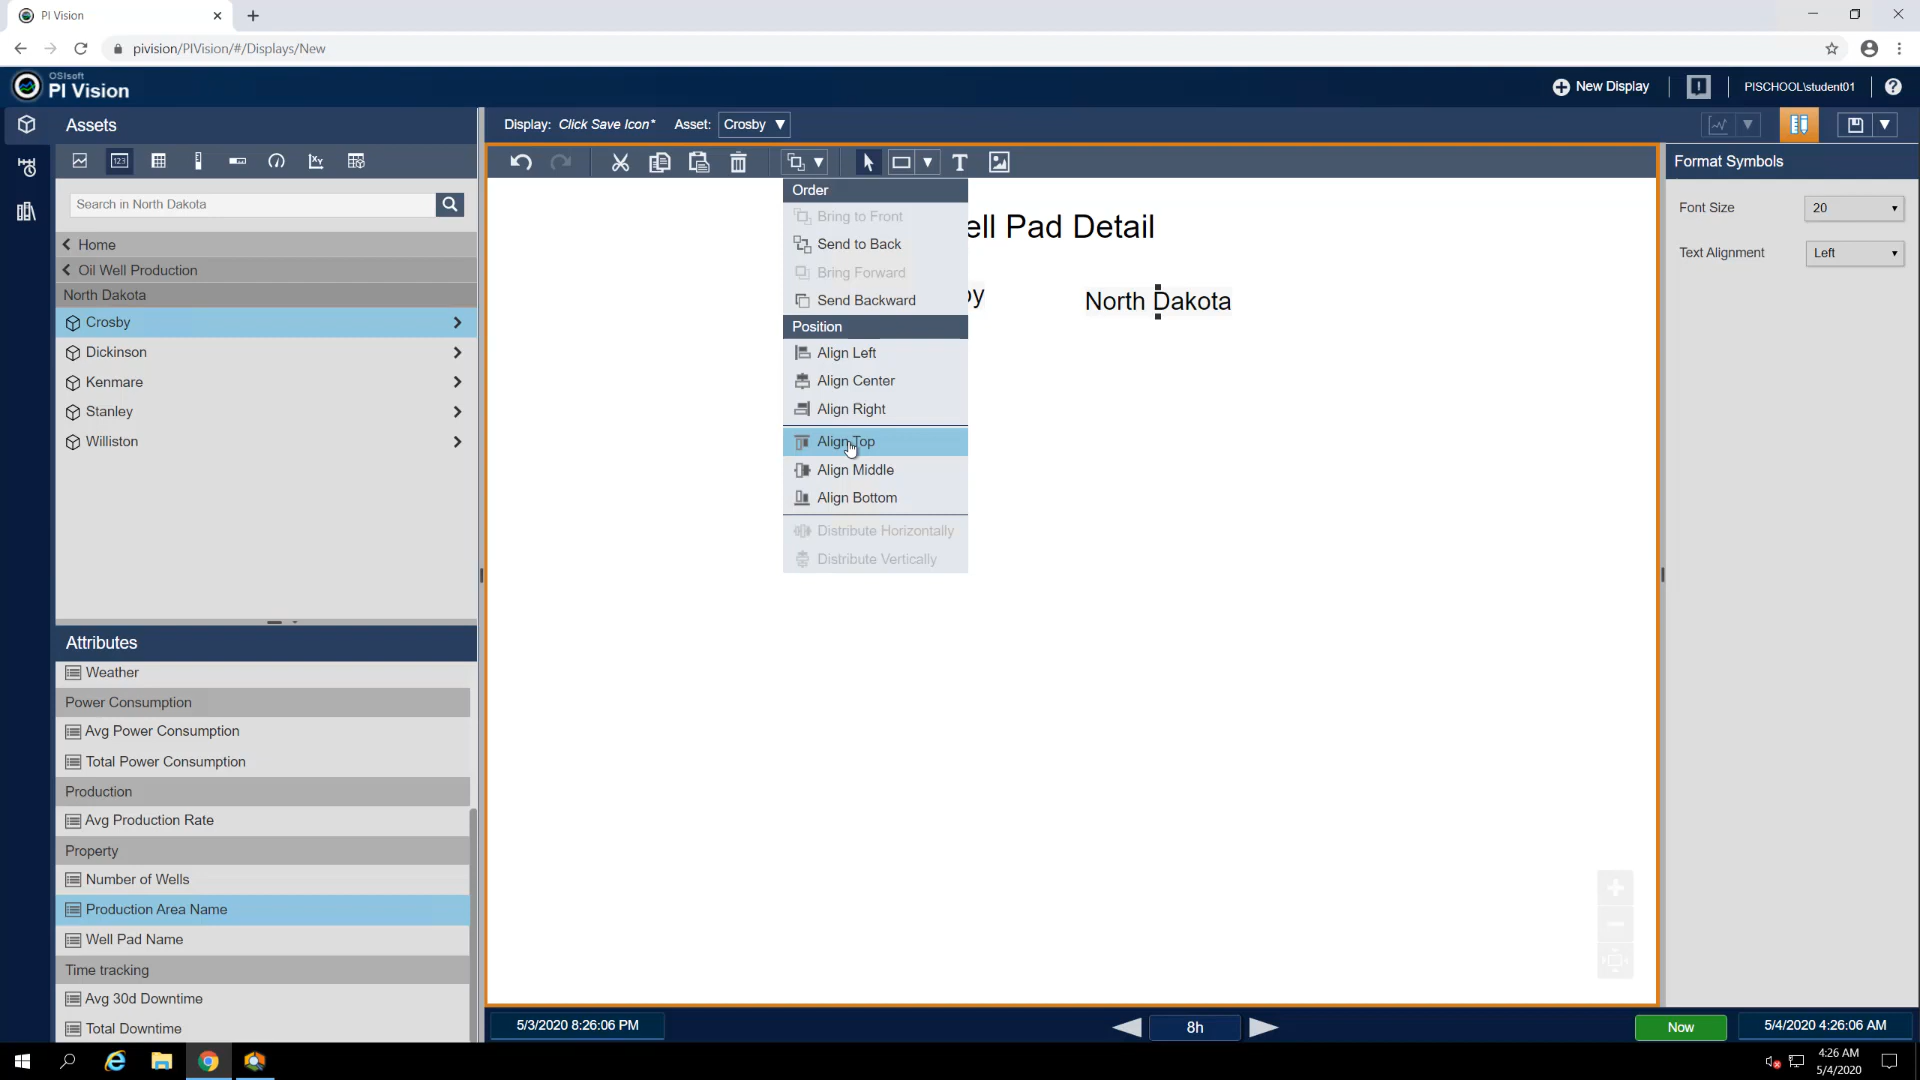 PI Vision
pivision/PIVision/#/Displays/New
OSIsoft
PI Vision
New Display
PISCHOOL\student01
Assets
Display: Click Save Icon* Asset: Crosby
Search in North Dakota
Home
Oil Well Production
North Dakota
Crosby
Dickinson
Kenmare
Stanley
Williston
Attributes
Weather
Power Consumption
Avg Power Consumption
Total Power Consumption
Production
Avg Production Rate
Property
Number of Wells
Production Area Name
Well Pad Name
Time tracking
Avg 30d Downtime
Total Downtime
123
T
Order
Bring to Front
Send to Back
Bring Forward
Send Backward
Position
Align Left
Align Center
Align Right
Align Top
Align Middle
Align Bottom
Distribute Horizontally
Distribute Vertically
ell Pad Detail
by
North Dakota
Format Symbols
Font Size
20
Text Alignment
Left
5/3/2020 8:26:06 PM
8h
Now
5/4/2020 4:26:06 AM
4:26 AM
5/4/2020